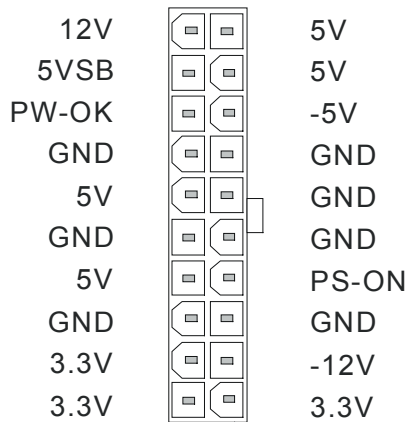 12V 5V
5VSB 5V
PW-OK -5V
GND GND
5V GND
GND GND
5V PS-ON
GND GND
3.3V -12V
3.3V 3.3V